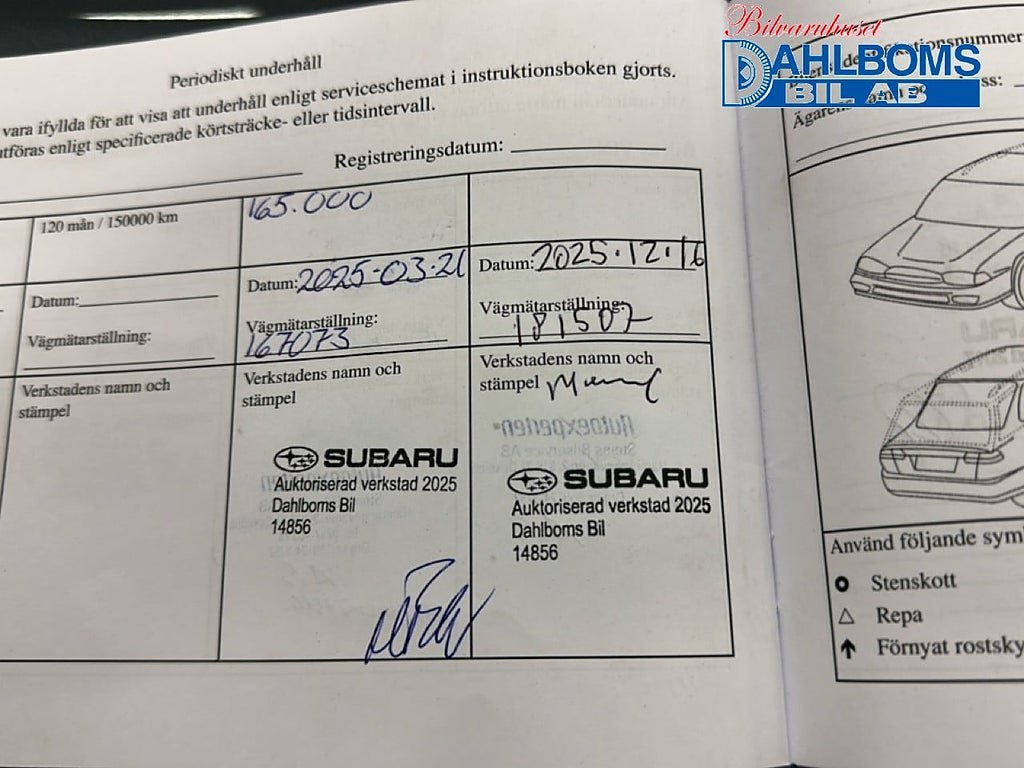 Bilvaruhuset
DAHLBOMS
BIL AB
Periodiskt underhåll
vara ifyllda för att visa att underhåll enligt serviceschemat i instruktionsboken gjorts.
utföras enligt specificerade körtsträcke- eller tidsintervall.
Registreringsdatum:
120 mån / 150000 km
165.000
Datum:
Datum: 2025-03-21
Datum: 2025.12.16
Vägmätarställning:
Vägmätarställning:
167073
Vägmätarställning:
181507
Verkstadens namn och
stämpel
Verkstadens namn och
stämpel
Verkstadens namn och
stämpel
SUBARU
Auktoriserad verkstad 2025
Dahlboms Bil
14856
SUBARU
Auktoriserad verkstad 2025
Dahlboms Bil
14856
Använd följande sym
Stenskott
Repa
Förnyat rostsky